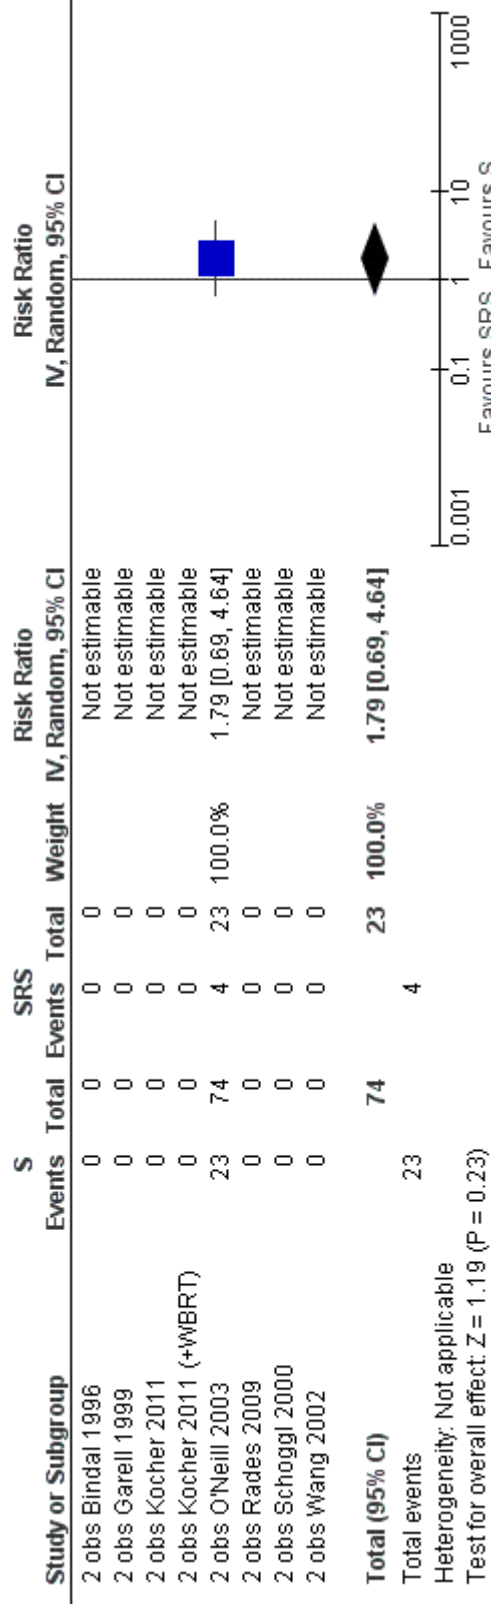 S SRS Risk Ratio Risk Ratio
Study or Subgroup Events Total Events Total Weight IV, Random, 95% CI IV, Random, 95% CI
2 obs Bindal 1996 0 0 0 0 Not estimable
2 obs Garell 1999 0 0 0 0 Not estimable
2 obs Kocher 2011 0 0 0 0 Not estimable
2 obs Kocher 2011 (+WBRT) 0 0 0 0 Not estimable
2 obs O'Neill 2003 23 74 4 23 100.0% 1.79 [0.69, 4.64]
2 obs Rades 2009 0 0 0 0 Not estimable
2 obs Schoggl 2000 0 0 0 0 Not estimable
2 obs Wang 2002 0 0 0 0 Not estimable
Total (95% CI) 74 23 100.0% 1.79 [0.69, 4.64]
Total events 23 4
Heterogeneity: Not applicable
Test for overall effect: Z = 1.19 (P = 0.23)
0.001 0.1 1 10 1000
Favours SRS Favours S